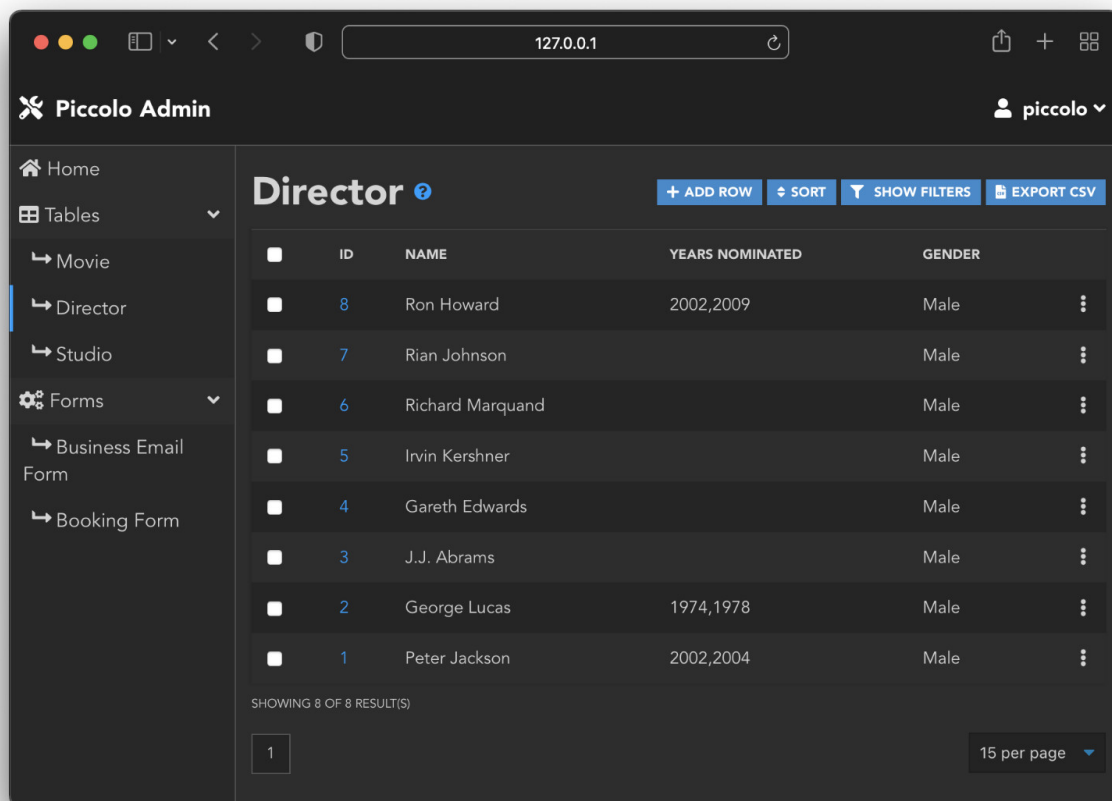 127.0.0.1
Piccolo Admin
piccolo
Home
Tables
Movie
Director
Studio
Forms
Business Email
Form
Booking Form
Director ?
+ ADD ROW SORT SHOW FILTERS EXPORT CSV
ID NAME YEARS NOMINATED GENDER
8 Ron Howard 2002,2009 Male
7 Rian Johnson Male
6 Richard Marquand Male
5 Irvin Kershner Male
4 Gareth Edwards Male
3 J.J. Abrams Male
2 George Lucas 1974,1978 Male
1 Peter Jackson 2002,2004 Male
SHOWING 8 OF 8 RESULT(S)
1
15 per page